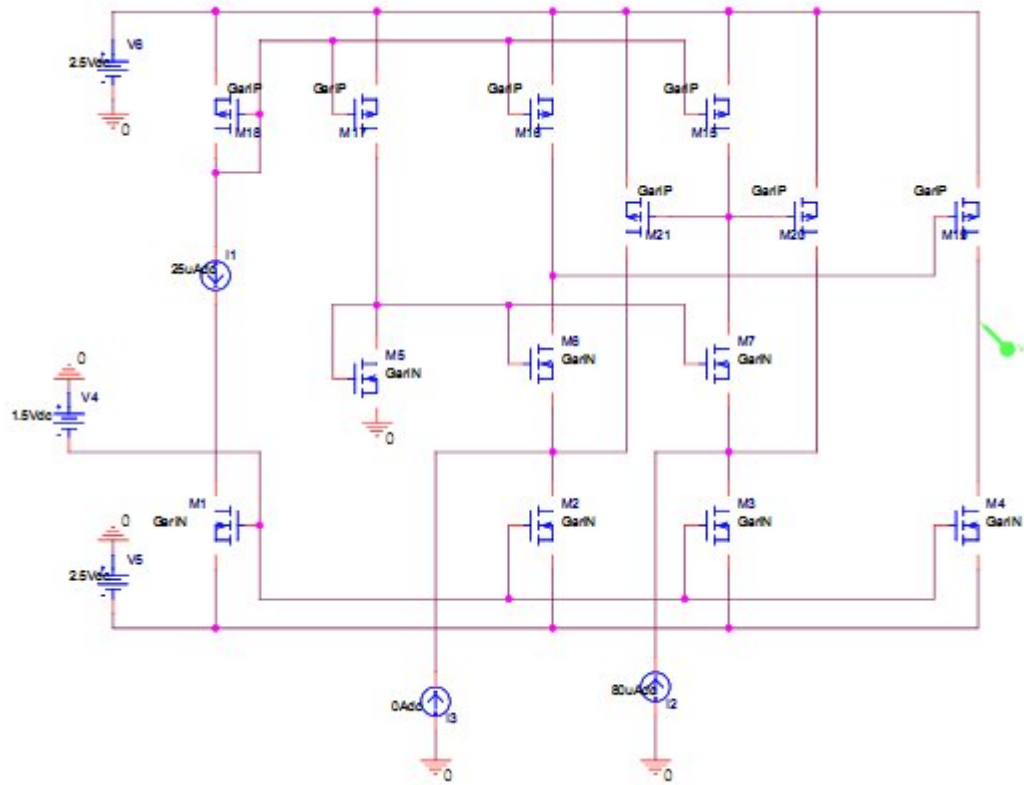 V6
2.5Vdc
0
GarIP
M18
GarIP
M17
GarIP
M16
GarIP
M15
GarIP
M21
GarIP
M20
GarIP
M19
I1
25uAdc
M5
GarIN
0
M6
GarIN
M7
GarIN
0
V4
1.5Vdc
M1
GarIN
M2
GarIN
M3
GarIN
M4
GarIN
0
V5
2.5Vdc
0Adc
I3
0
80uAdc
I2
0